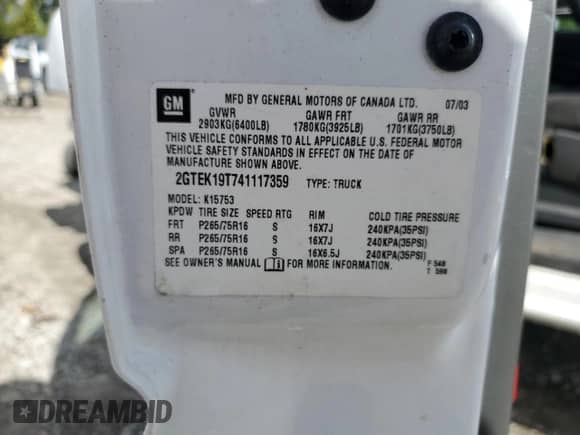 GM
MFD BY GENERAL MOTORS OF CANADA LTD. 07/03
GVWR GAWR FRT GAWR RR
2903KG(6400LB) 1780KG(3925LB) 1701KG(3750LB)
THIS VEHICLE CONFORMS TO ALL APPLICABLE U.S. FEDERAL MOTOR
VEHICLE SAFETY STANDARDS IN EFFECT ON THE DATE OF
MANUFACTURE SHOWN ABOVE.
2GTEK19T741117359 TYPE: TRUCK
MODEL: K15753
KPDW TIRE SIZE SPEED RTG RIM COLD TIRE PRESSURE
FRT P265/75R16 S 16X7J 240KPA(35PSI)
RR P265/75R16 S 16X7J 240KPA(35PSI)
SPA P265/75R16 S 16X6.5J 240KPA(35PSI)
SEE OWNER'S MANUAL FOR MORE INFORMATION. F 548
T 598
DREAMBID